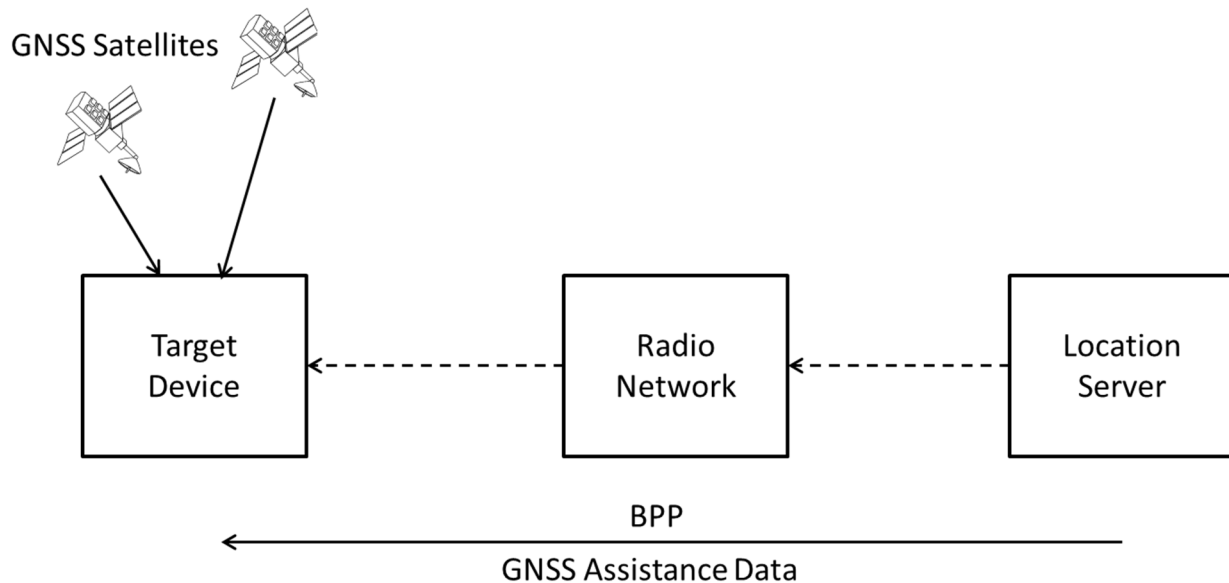 GNSS Satellites
Target
Device
Radio
Network
Location
Server
BPP
GNSS Assistance Data